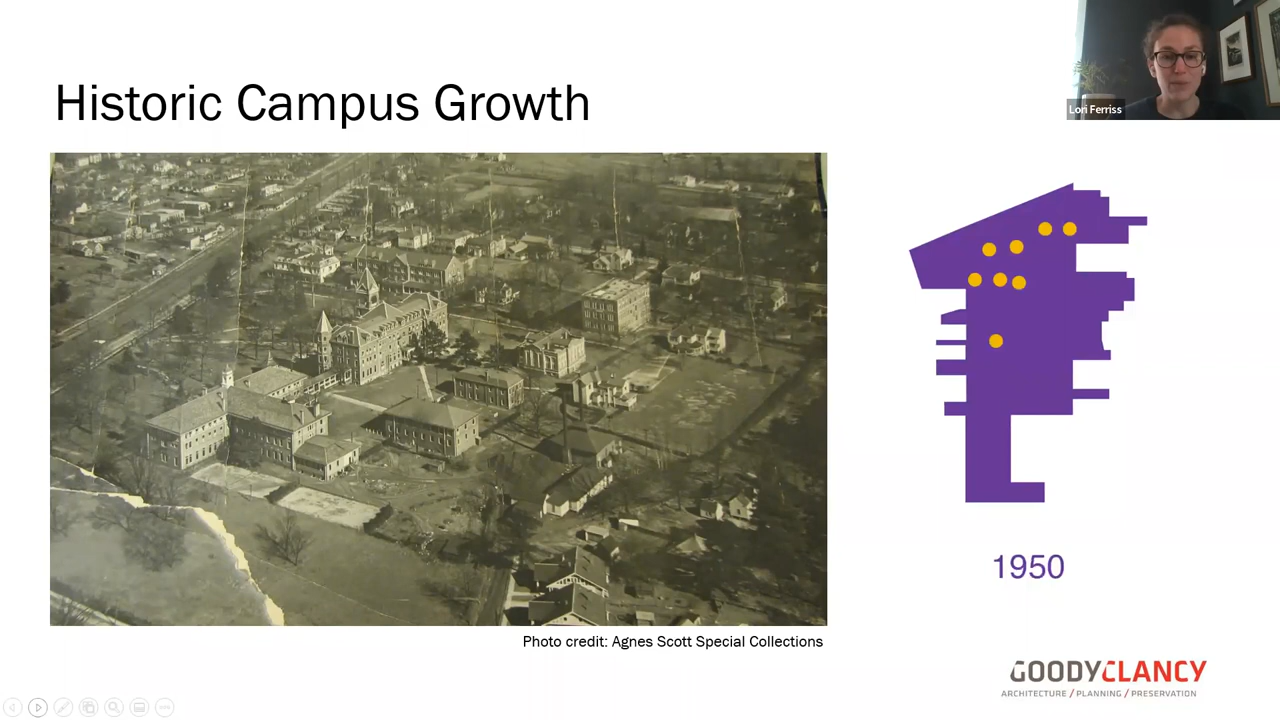 Historic Campus Growth
Lori Ferriss
1950
Photo credit: Agnes Scott Special Collections
GOODYCLANCY
ARCHITECTURE / PLANNING / PRESERVATION